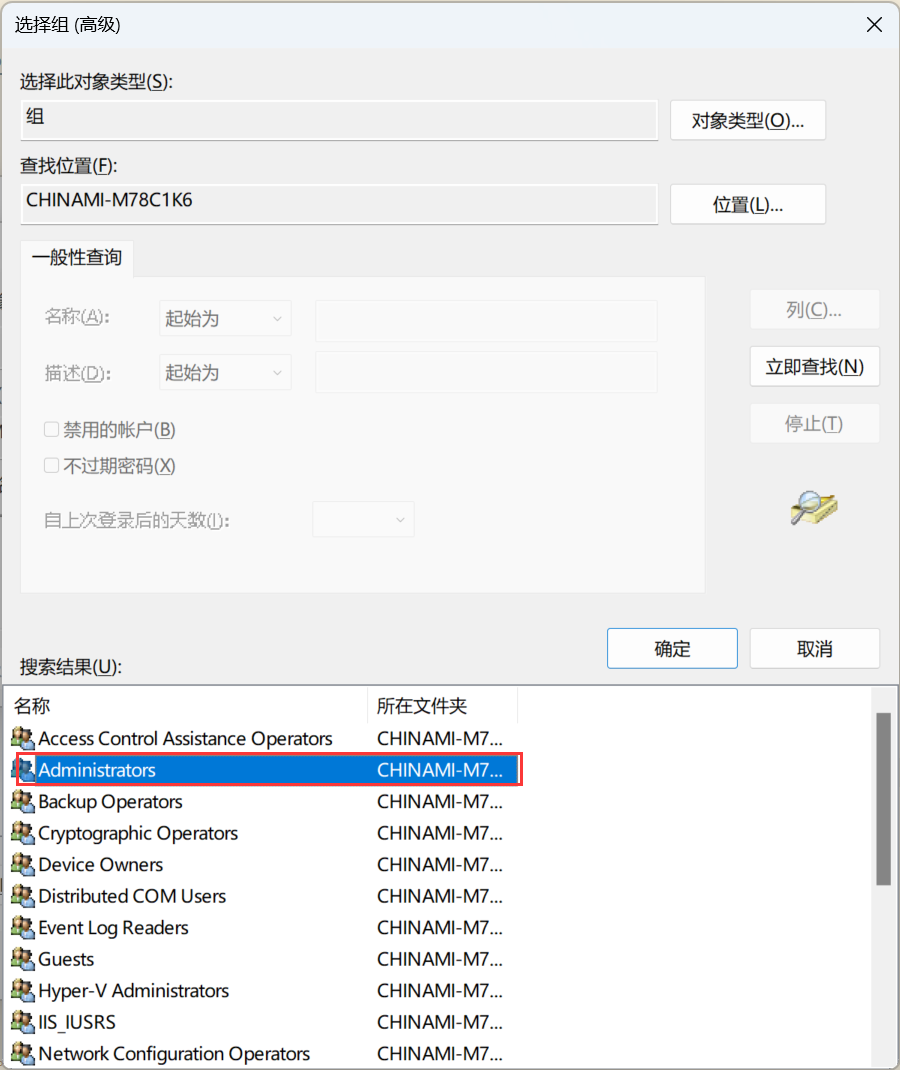 选择组 (高级)
选择此对象类型(S):
组
对象类型(O)...
查找位置(F):
CHINAMI-M78C1K6
位置(L)...
一般性查询
名称(A):
起始为
列(C)...
描述(D):
起始为
立即查找(N)
禁用的帐户(B)
停止(T)
不过期密码(X)
自上次登录后的天数(I):
确定
取消
搜索结果(U):
名称 所在文件夹
Access Control Assistance Operators CHINAMI-M7...
Administrators CHINAMI-M7...
Backup Operators CHINAMI-M7...
Cryptographic Operators CHINAMI-M7...
Device Owners CHINAMI-M7...
Distributed COM Users CHINAMI-M7...
Event Log Readers CHINAMI-M7...
Guests CHINAMI-M7...
Hyper-V Administrators CHINAMI-M7...
IIS_IUSRS CHINAMI-M7...
Network Configuration Operators CHINAMI-M7...